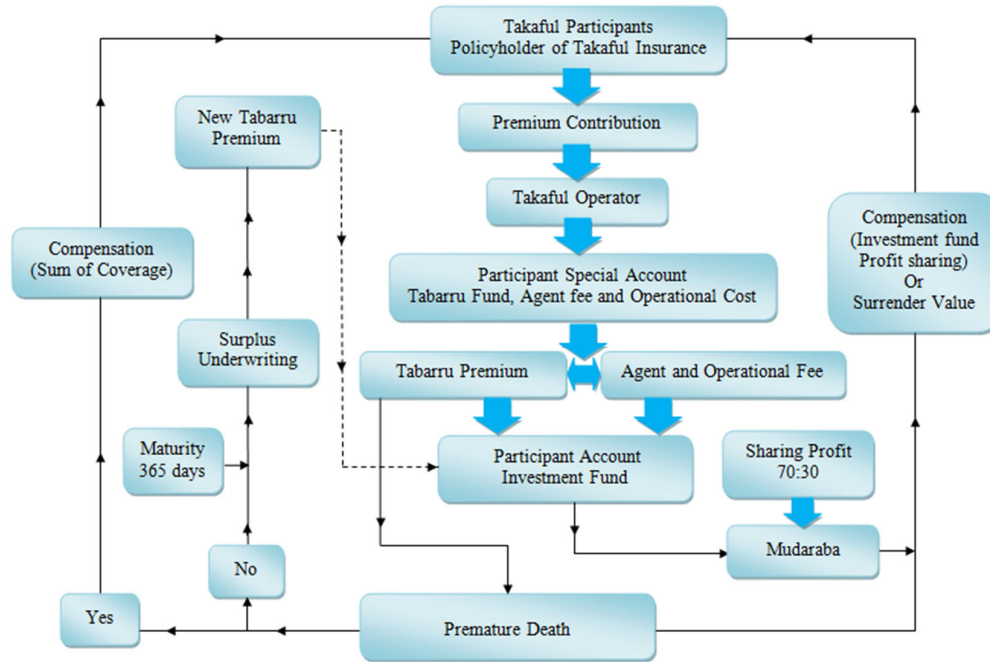 Takaful Participants
Policyholder of Takaful Insurance
New Tabarru
Premium
Premium Contribution
Takaful Operator
Compensation
(Sum of Coverage)
Compensation
(Investment fund
Profit sharing)
Or
Surrender Value
Participant Special Account
Tabarru Fund, Agent fee and Operational Cost
Surplus
Underwriting
Tabarru Premium
Agent and Operational Fee
Maturity
365 days
Participant Account
Investment Fund
Sharing Profit
70:30
Mudaraba
No
Yes
Premature Death